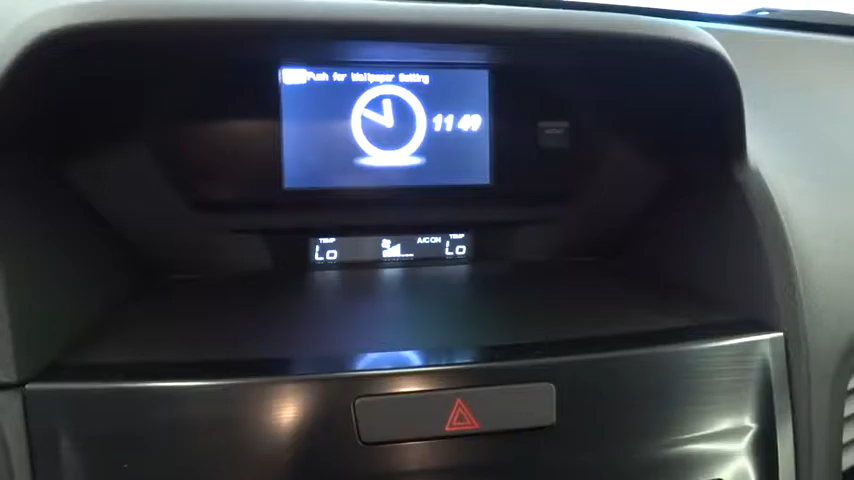 Push for Wallpaper Setting
11:49
TEMP
Lo
A/C ON
TEMP
Lo